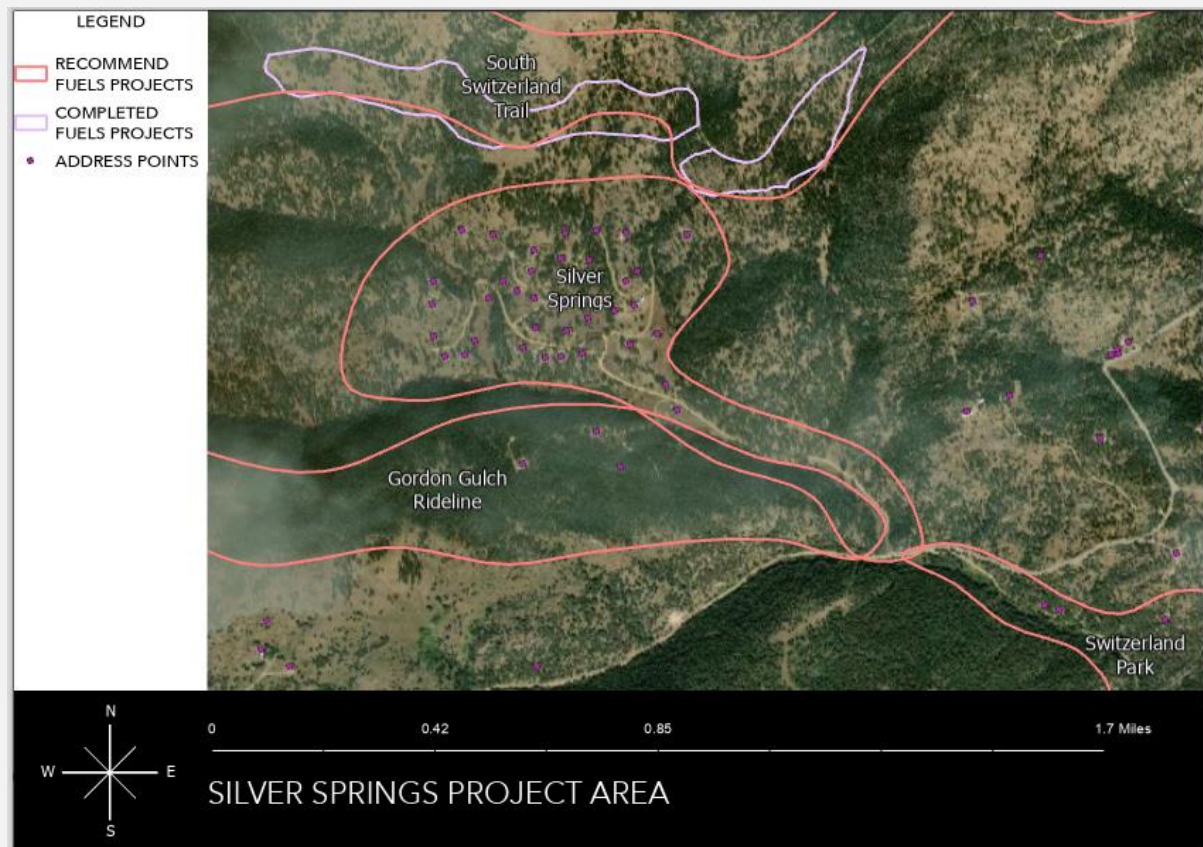 LEGEND
RECOMMEND
FUELS PROJECTS
COMPLETED
FUELS PROJECTS
ADDRESS POINTS
South
Switzerland
Trail
Silver
Springs
Gordon Gulch
Rideline
Switzerland
Park
N
W
E
S
0
0.42
0.85
1.7 Miles
SILVER SPRINGS PROJECT AREA